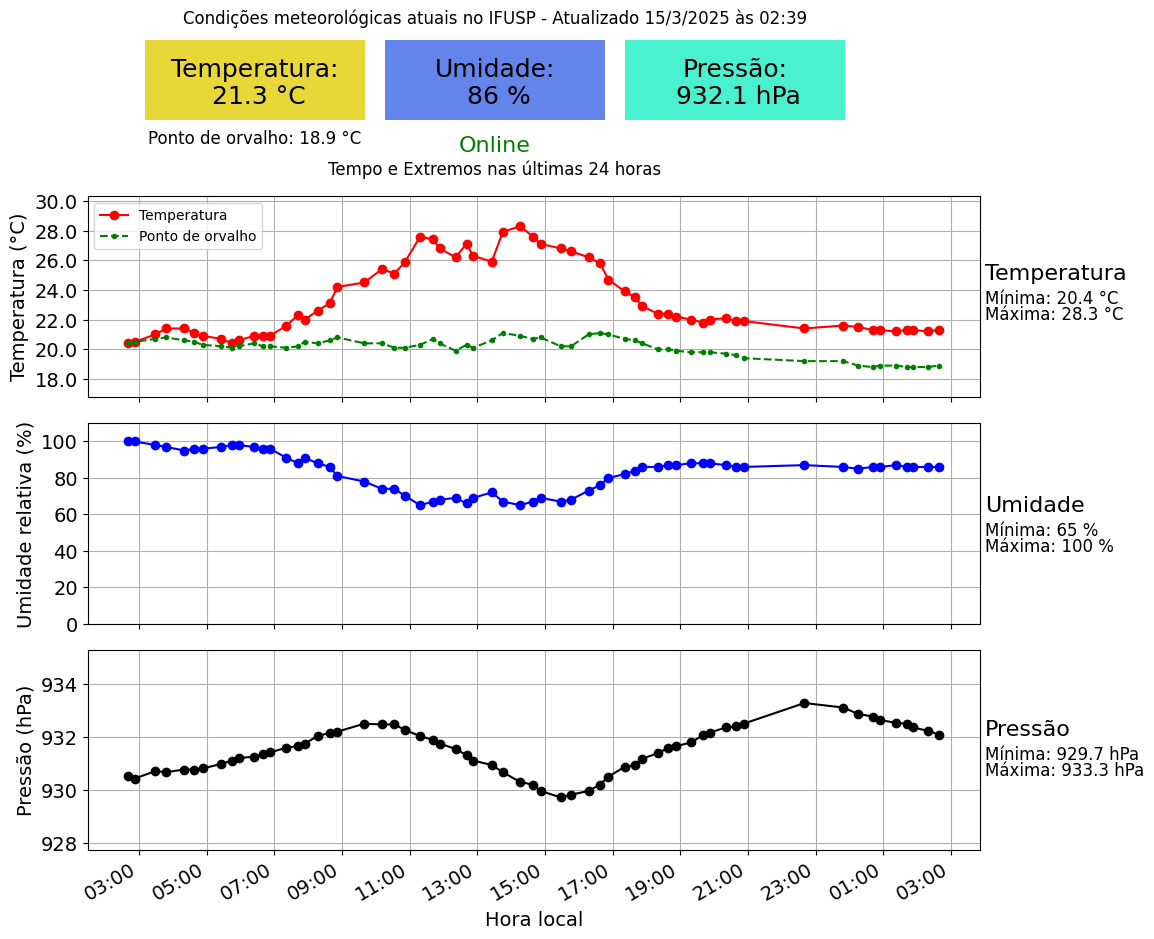 Condições meteorológicas atuais no IFUSP - Atualizado 15/3/2025 às 02:39
Temperatura:
21.3 °C
Umidade:
86 %
Pressão:
932.1 hPa
Ponto de orvalho: 18.9 °C
Online
Tempo e Extremos nas últimas 24 horas
Temperatura (°C)
30.0
28.0
26.0
24.0
22.0
20.0
18.0
Temperatura
Ponto de orvalho
Temperatura
Mínima: 20.4 °C
Máxima: 28.3 °C
Umidade relativa (%)
100
80
60
40
20
0
Umidade
Mínima: 65 %
Máxima: 100 %
Pressão (hPa)
934
932
930
928
Pressão
Mínima: 929.7 hPa
Máxima: 933.3 hPa
03:00 05:00 07:00 09:00 11:00 13:00 15:00 17:00 19:00 21:00 23:00 01:00 03:00
Hora local